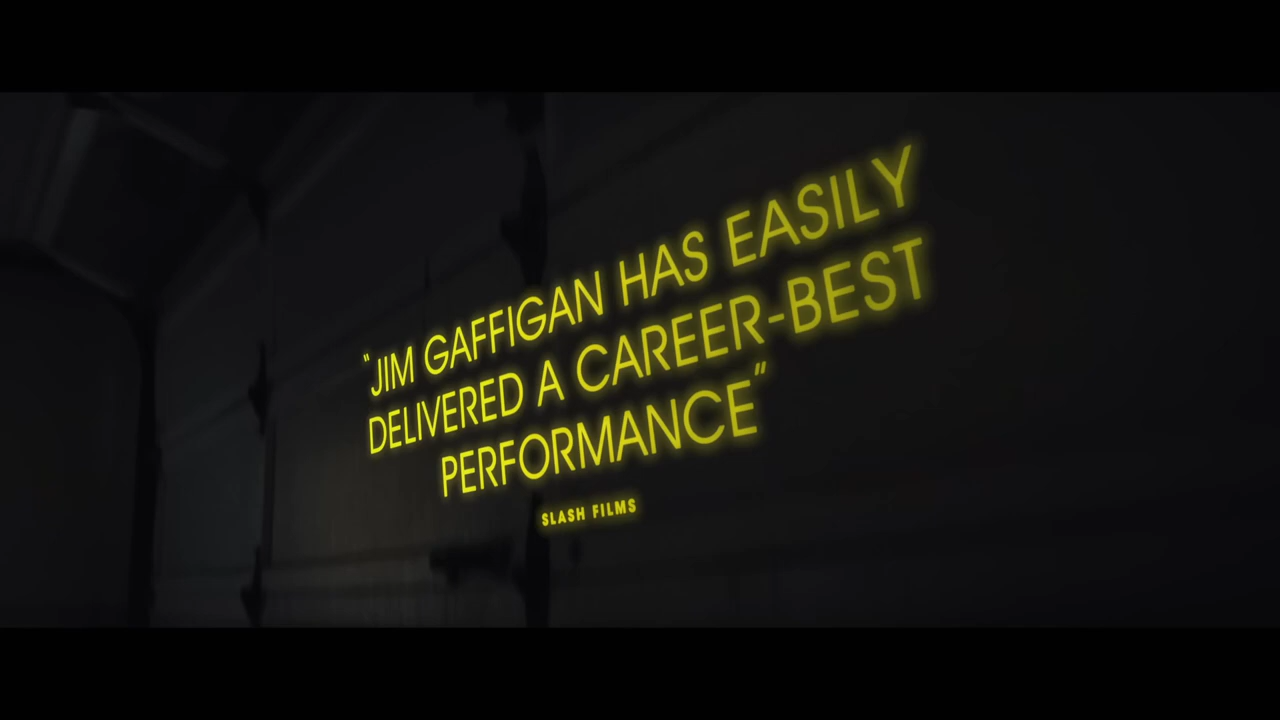 "JIM GAFFIGAN HAS EASILY
DELIVERED A CAREER-BEST
PERFORMANCE"
SLASH FILMS